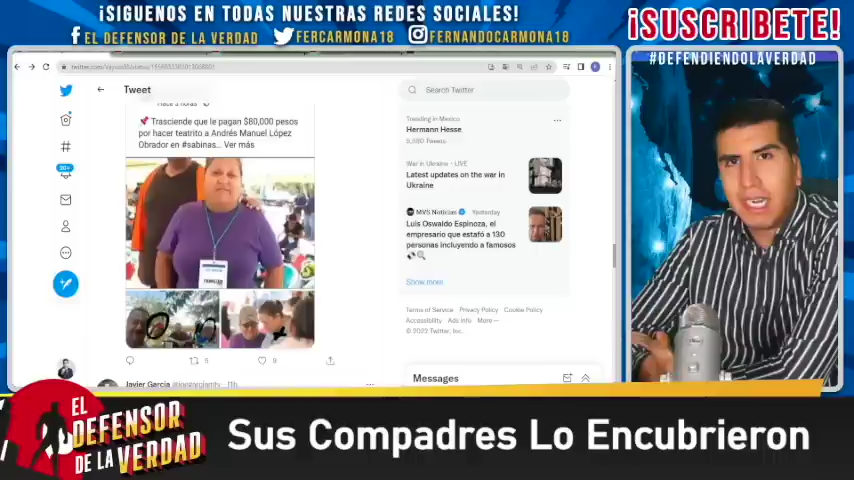 ¡SIGUENOS EN TODAS NUESTRAS REDES SOCIALES!
EL DEFENSOR DE LA VERDAD
FERCARMONA18
FERNANDOCARMONA18
¡SUSCRIBETE!
#DEFENDIENDOLAVERDAD
Tweet
Search Twitter
📌 Trasciende que le pagan $80,000 pesos
por hacer teatrito a Andrés Manuel López
Obrador en #sabinas... Ver más
Trending in Mexico
Hermann Hesse
War in Ukraine · LIVE
Latest updates on the war in
Ukraine
MVS Noticias Yesterday
Luis Oswaldo Espinoza, el
empresario que estafó a 130
personas incluyendo a famosos
Show more
Terms of Service Privacy Policy Cookie Policy
Accessibility Ads info More
© 2022 Twitter, Inc.
20+
5
Javier Garcia
Messages
EL
DEFENSOR
DE LA VERDAD
Sus Compadres Lo Encubrieron